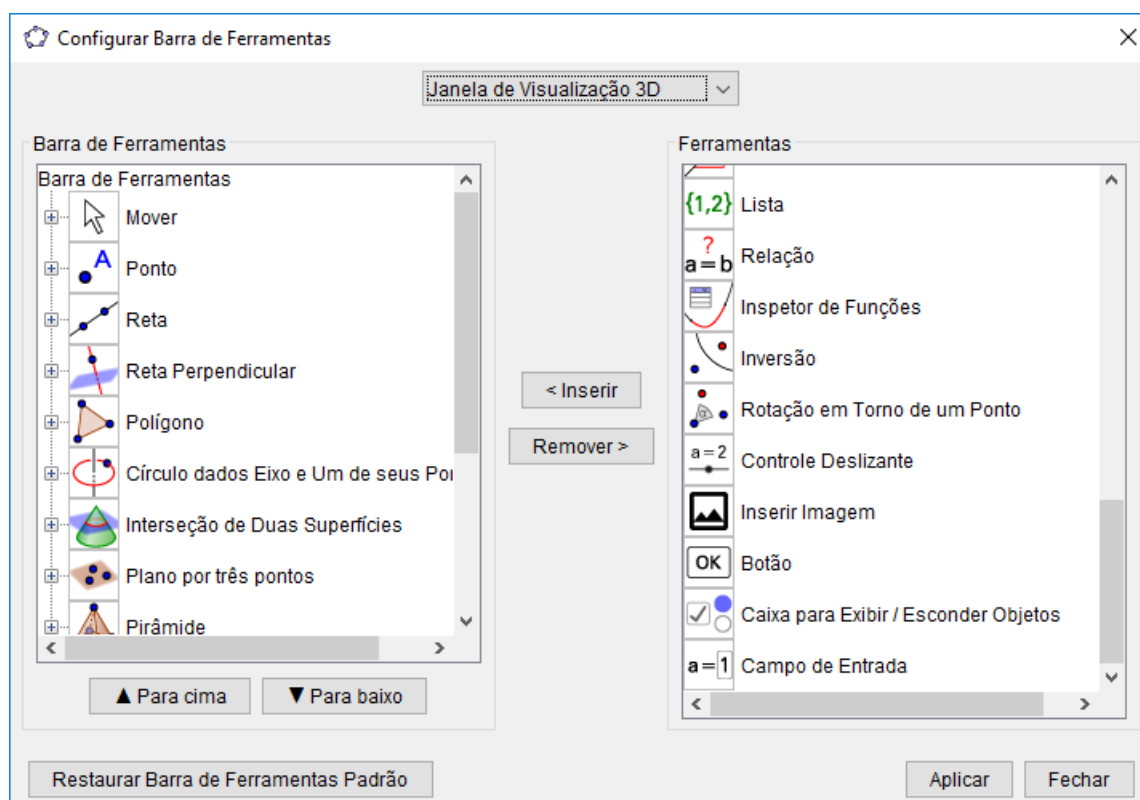 Configurar Barra de Ferramentas
Janela de Visualização 3D
Barra de Ferramentas
Barra de Ferramentas
Mover
A
Ponto
Reta
Reta Perpendicular
Polígono
Círculo dados Eixo e Um de seus Poi
Interseção de Duas Superfícies
Plano por três pontos
Pirâmide
▲ Para cima
▼ Para baixo
< Inserir
Remover >
Ferramentas
{1,2} Lista
?
a=b Relação
Inspetor de Funções
Inversão
α
Rotação em Torno de um Ponto
a=2
Controle Deslizante
Inserir Imagem
OK Botão
Caixa para Exibir / Esconder Objetos
a=1 Campo de Entrada
Restaurar Barra de Ferramentas Padrão
Aplicar
Fechar